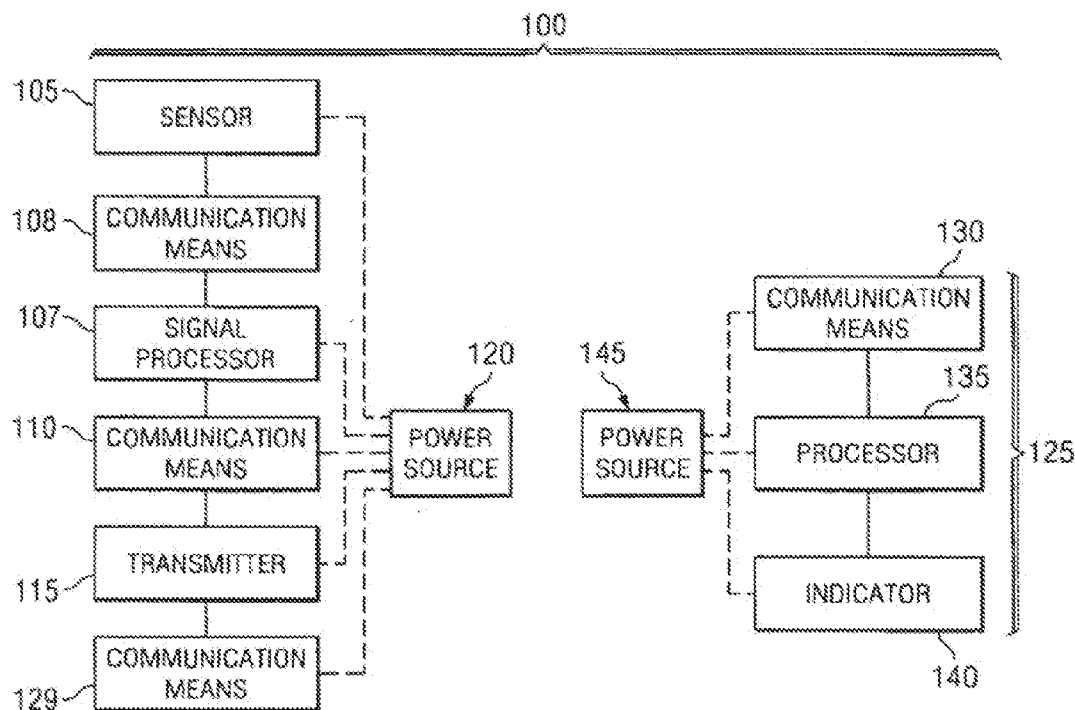 100
105
SENSOR
108
COMMUNICATION
MEANS
107
SIGNAL
PROCESSOR
110
COMMUNICATION
MEANS
TRANSMITTER
115
COMMUNICATION
MEANS
129
120
POWER
SOURCE
145
POWER
SOURCE
130
COMMUNICATION
MEANS
135
PROCESSOR
125
INDICATOR
140